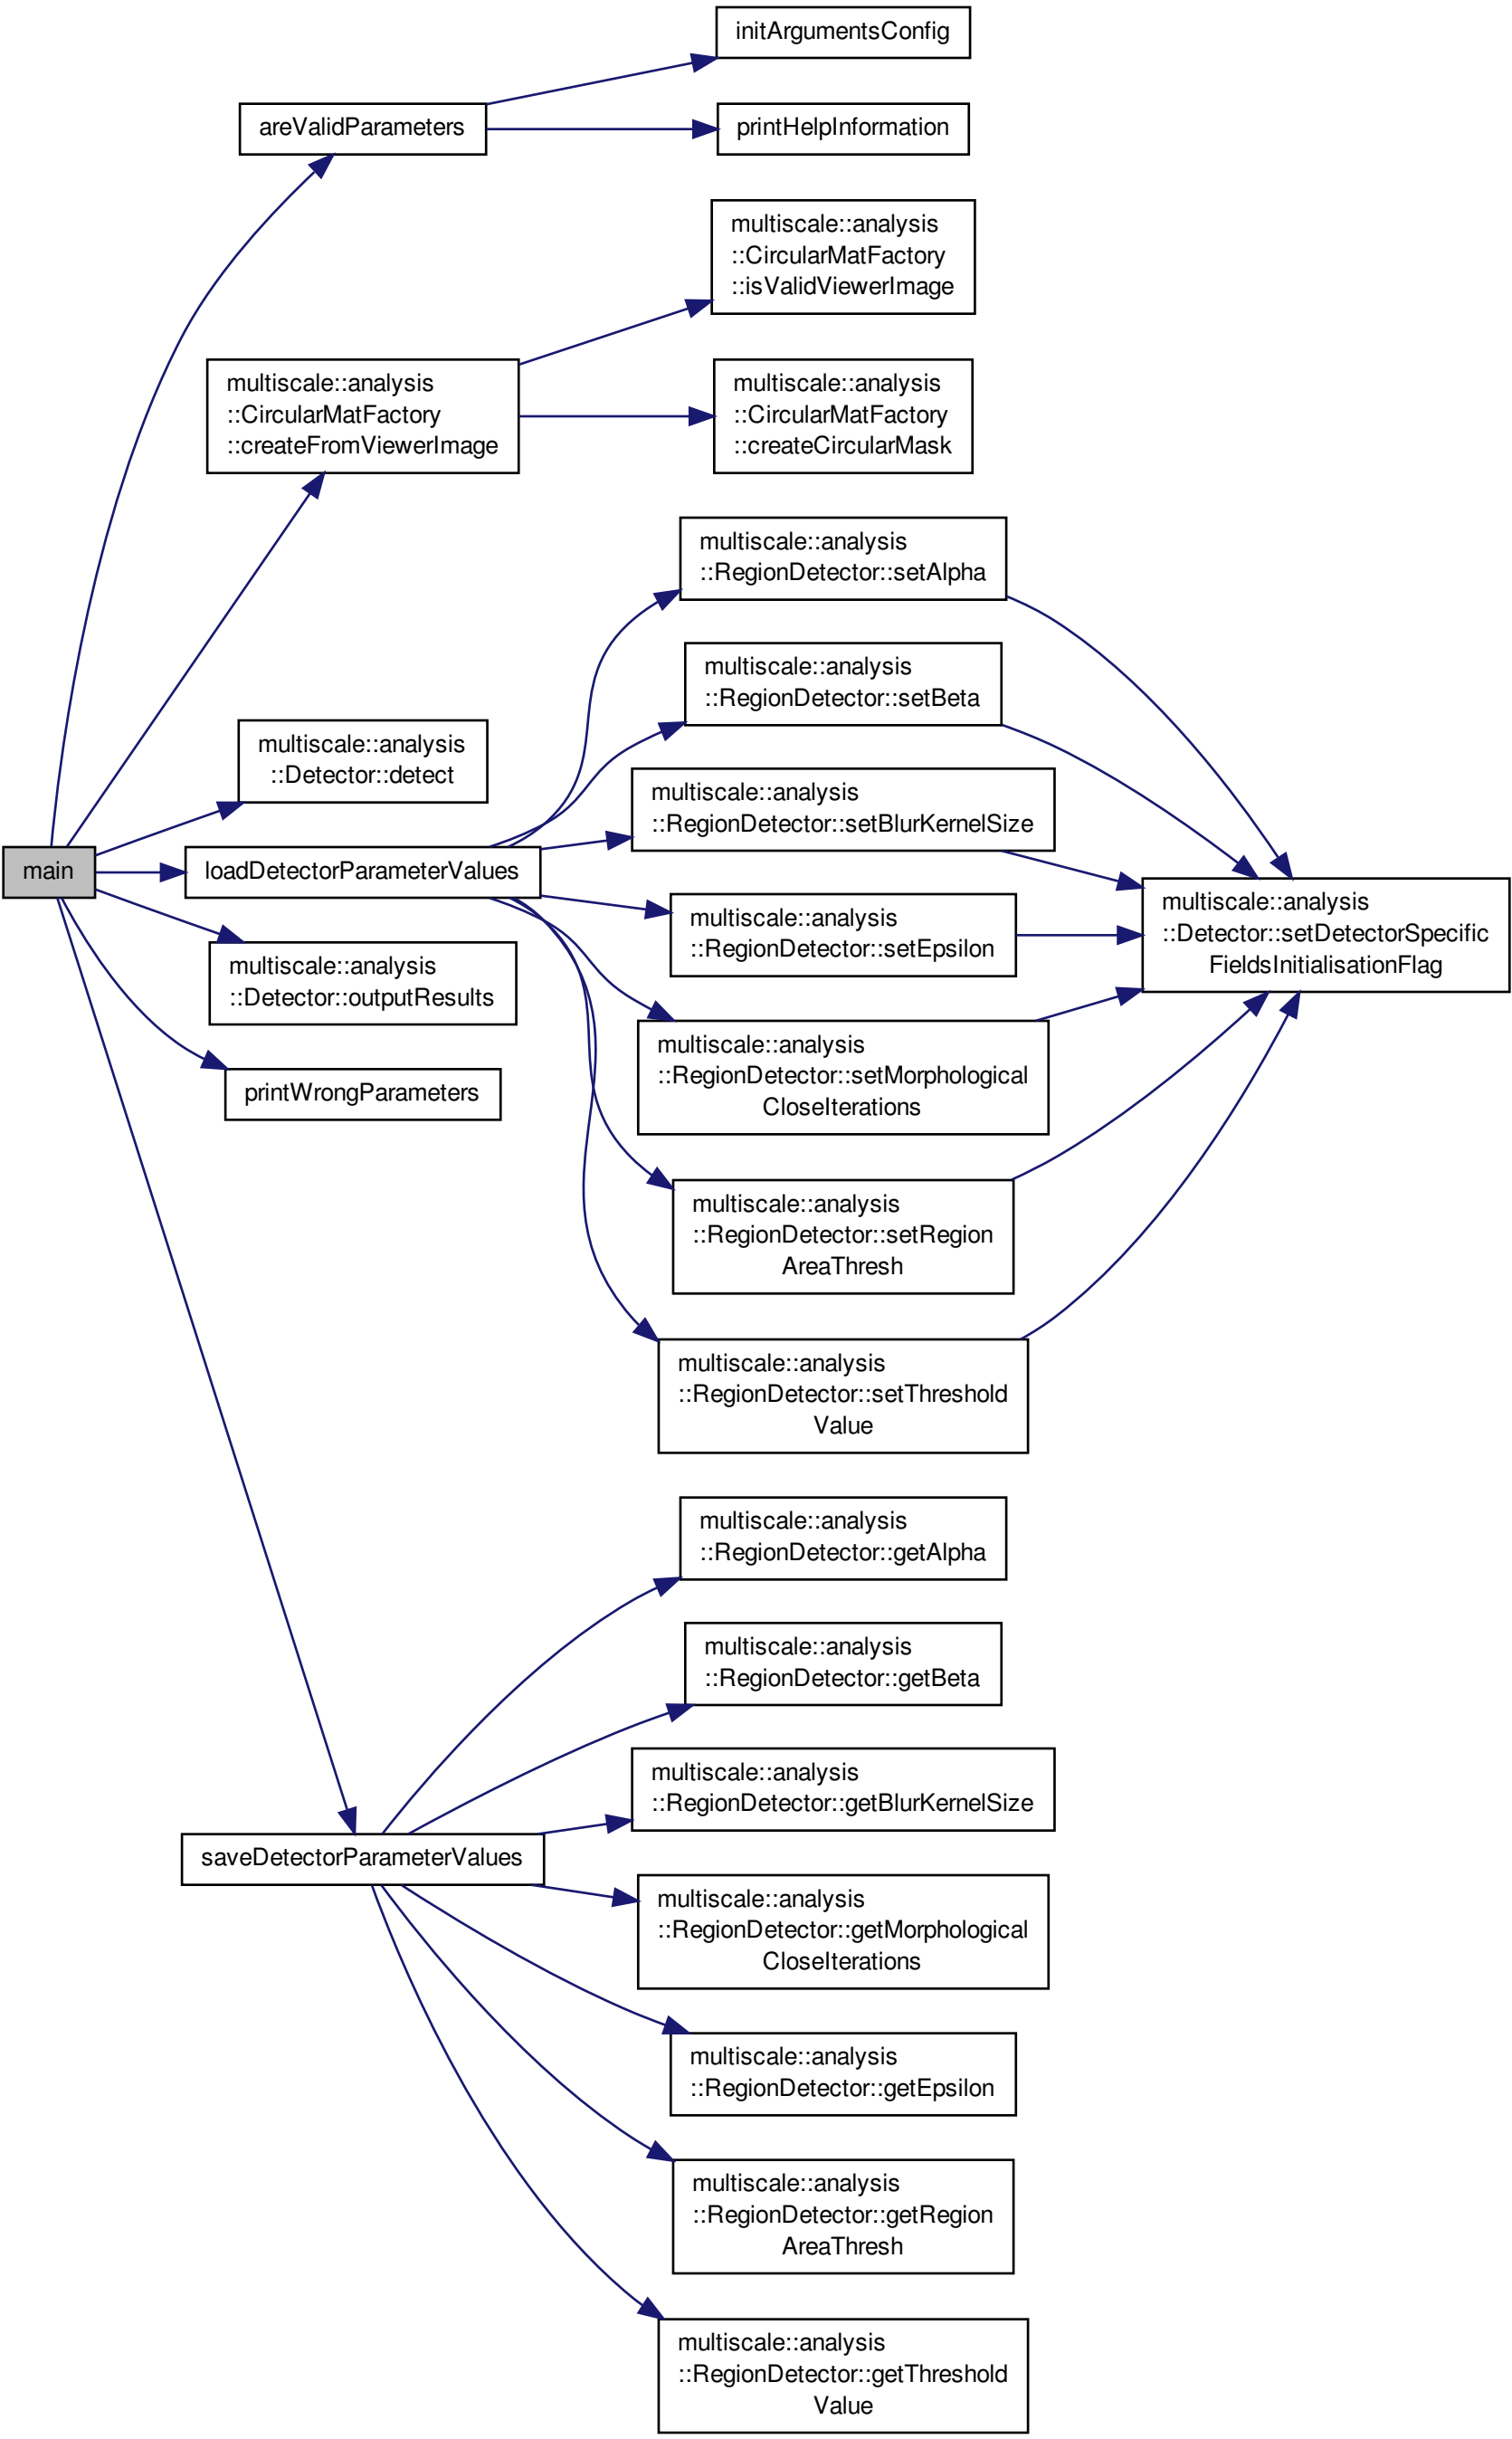 initArgumentsConfig
areValidParameters
printHelpInformation
multiscale::analysis
::CircularMatFactory
::isValidViewerImage
multiscale::analysis
::CircularMatFactory
::createFromViewerImage
multiscale::analysis
::CircularMatFactory
::createCircularMask
multiscale::analysis
::RegionDetector::setAlpha
multiscale::analysis
::RegionDetector::setBeta
multiscale::analysis
::Detector::detect
multiscale::analysis
::RegionDetector::setBlurKernelSize
main
loadDetectorParameterValues
multiscale::analysis
::RegionDetector::setEpsilon
multiscale::analysis
::Detector::setDetectorSpecific
FieldsInitialisationFlag
multiscale::analysis
::Detector::outputResults
multiscale::analysis
::RegionDetector::setMorphological
CloseIterations
printWrongParameters
multiscale::analysis
::RegionDetector::setRegion
AreaThresh
multiscale::analysis
::RegionDetector::setThreshold
Value
multiscale::analysis
::RegionDetector::getAlpha
multiscale::analysis
::RegionDetector::getBeta
multiscale::analysis
::RegionDetector::getBlurKernelSize
saveDetectorParameterValues
multiscale::analysis
::RegionDetector::getMorphological
CloseIterations
multiscale::analysis
::RegionDetector::getEpsilon
multiscale::analysis
::RegionDetector::getRegion
AreaThresh
multiscale::analysis
::RegionDetector::getThreshold
Value